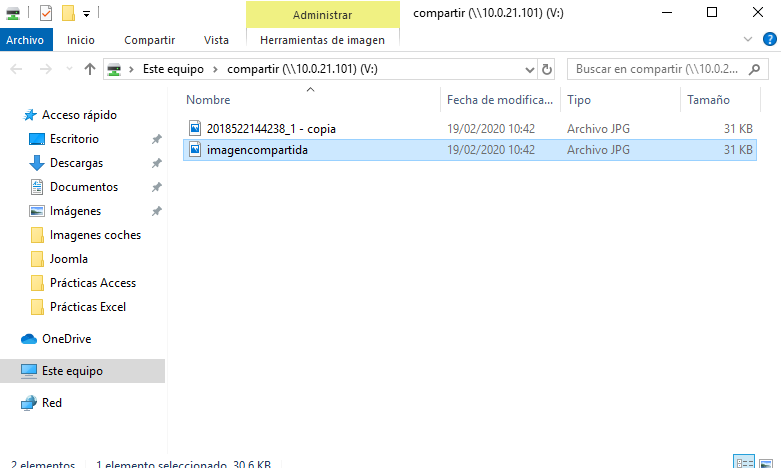 Administrar
compartir (\\10.0.21.101) (V:)
Archivo
Inicio
Compartir
Vista
Herramientas de imagen
Este equipo > compartir (\\10.0.21.101) (V:)
Buscar en compartir (\\10.0.2...
Nombre
Fecha de modifica...
Tipo
Tamaño
2018522144238_1 - copia
19/02/2020 10:42
Archivo JPG
31 KB
imagencompartida
19/02/2020 10:42
Archivo JPG
31 KB
Acceso rápido
Escritorio
Descargas
Documentos
Imágenes
Imagenes coches
Joomla
Prácticas Access
Prácticas Excel
OneDrive
Este equipo
Red
2 elementos
1 elemento seleccionado 30,6 KB